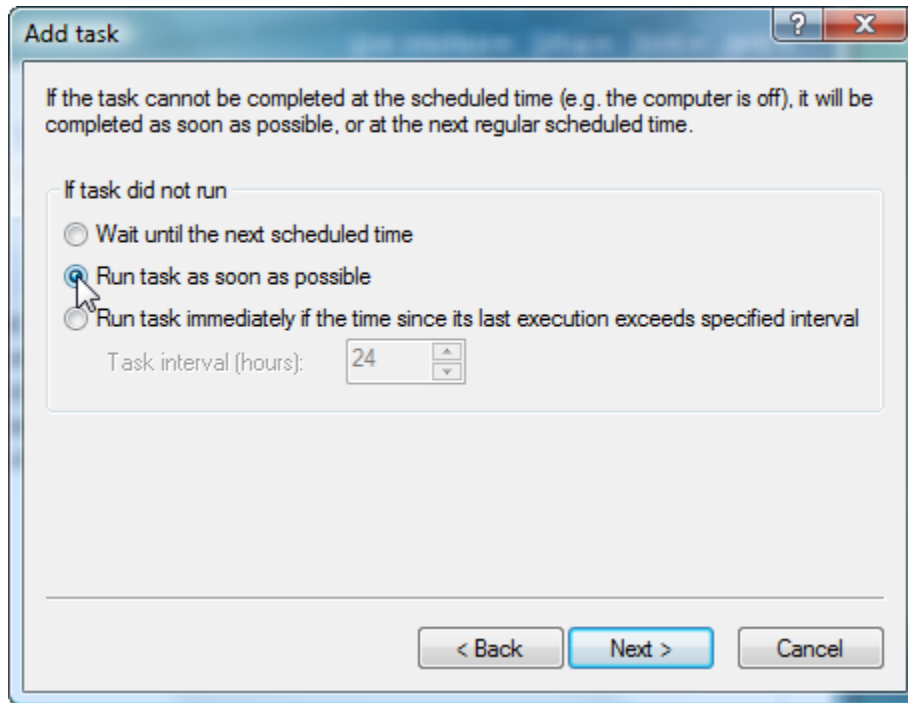 Add task
?
X
If the task cannot be completed at the scheduled time (e.g. the computer is off), it will be
completed as soon as possible, or at the next regular scheduled time.
If task did not run
Wait until the next scheduled time
Run task as soon as possible
Run task immediately if the time since its last execution exceeds specified interval
Task interval (hours): 24
< Back Next > Cancel